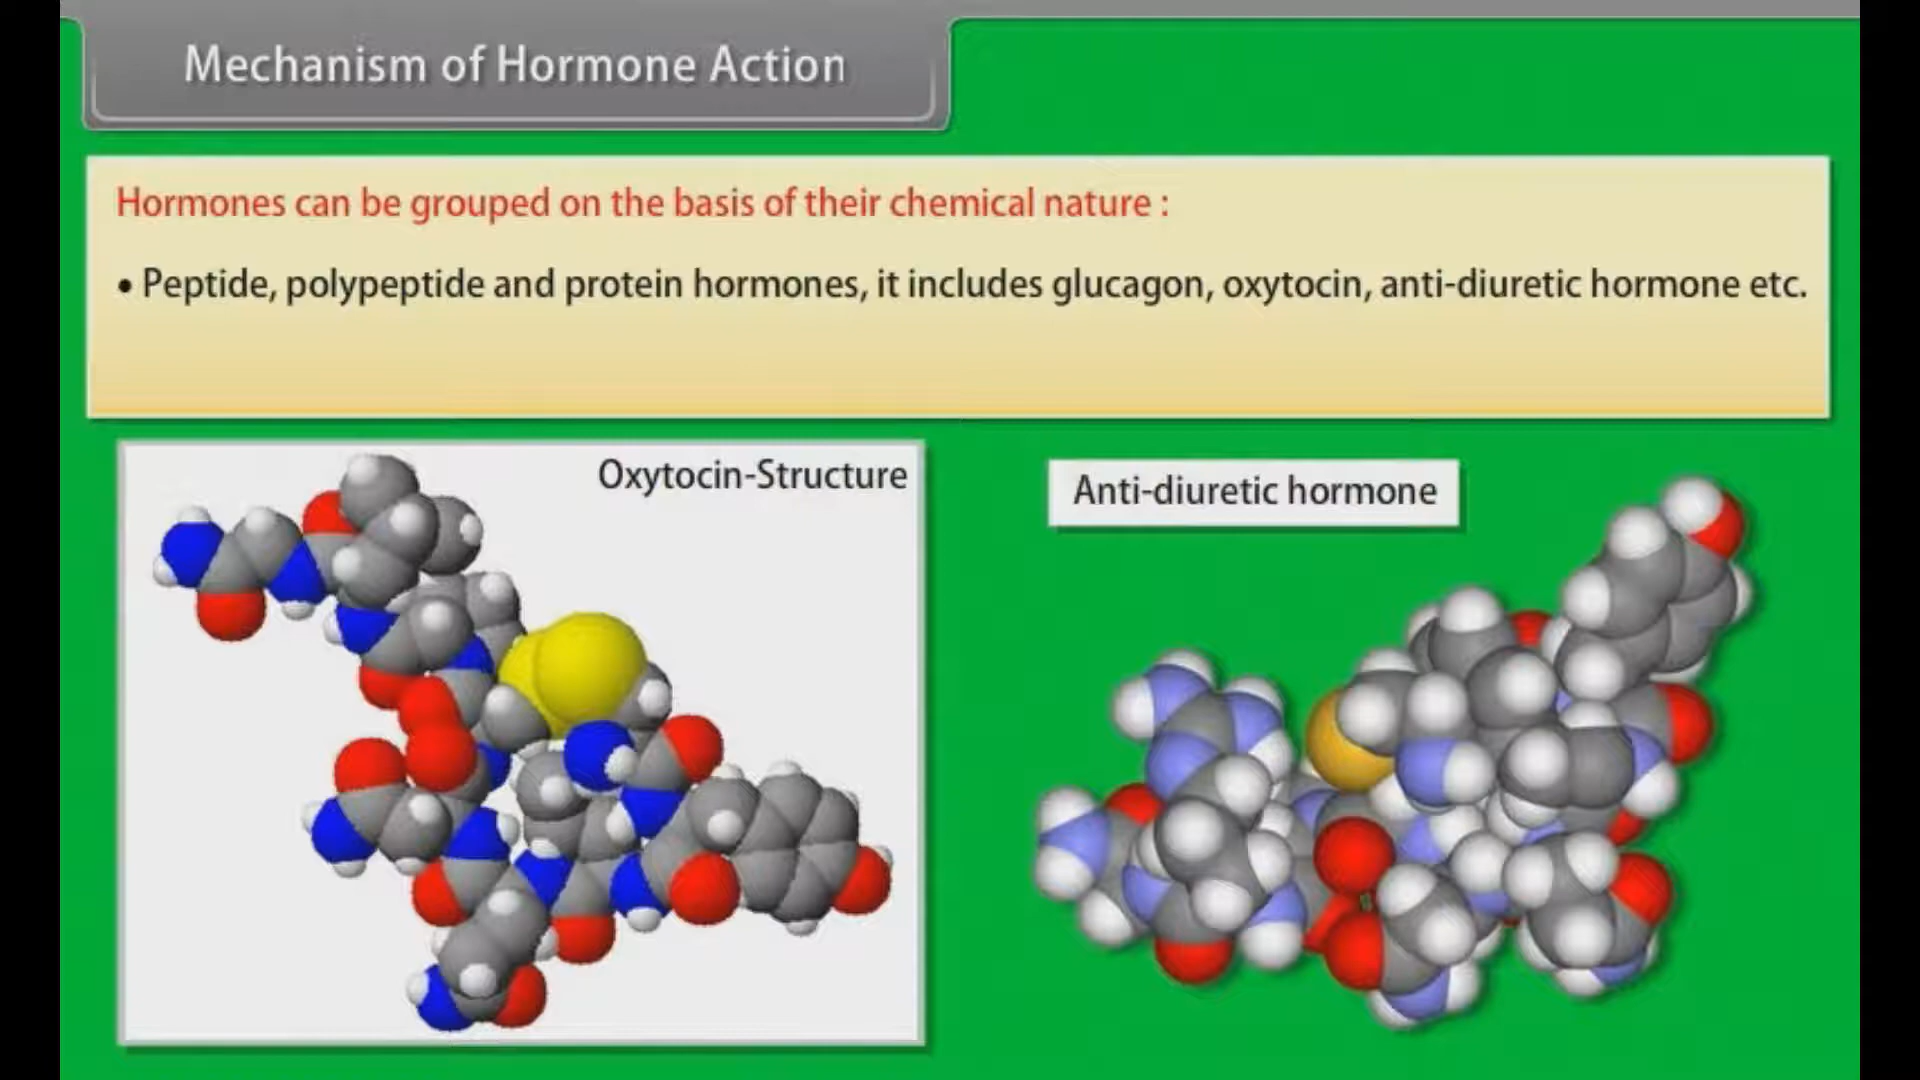 Mechanism of Hormone Action
Hormones can be grouped on the basis of their chemical nature :
• Peptide, polypeptide and protein hormones, it includes glucagon, oxytocin, anti-diuretic hormone etc.
Oxytocin-Structure
Anti-diuretic hormone